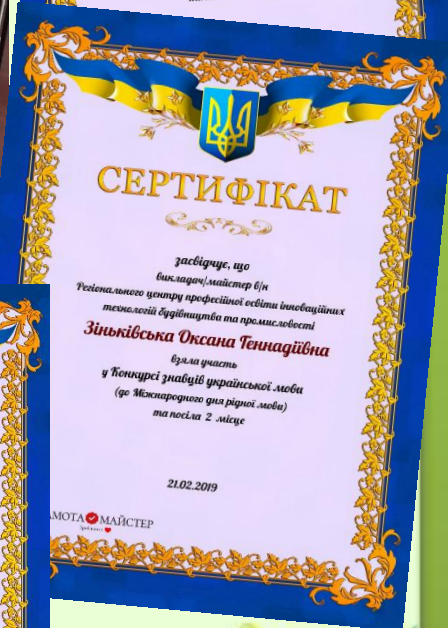 СЕРТИФІКАТ
засвідчує, що
викладач/майстер в/н
Регіонального центру професійної освіти інноваційних
технологій будівництва та промисловості
Зіньківська Оксана Геннадіївна
взяла участь
у Конкурсі знавців української мови
(до Міжнародного дня рідної мови)
та посіла 2 місце
21.02.2019
АМОТА МАЙСТЕР